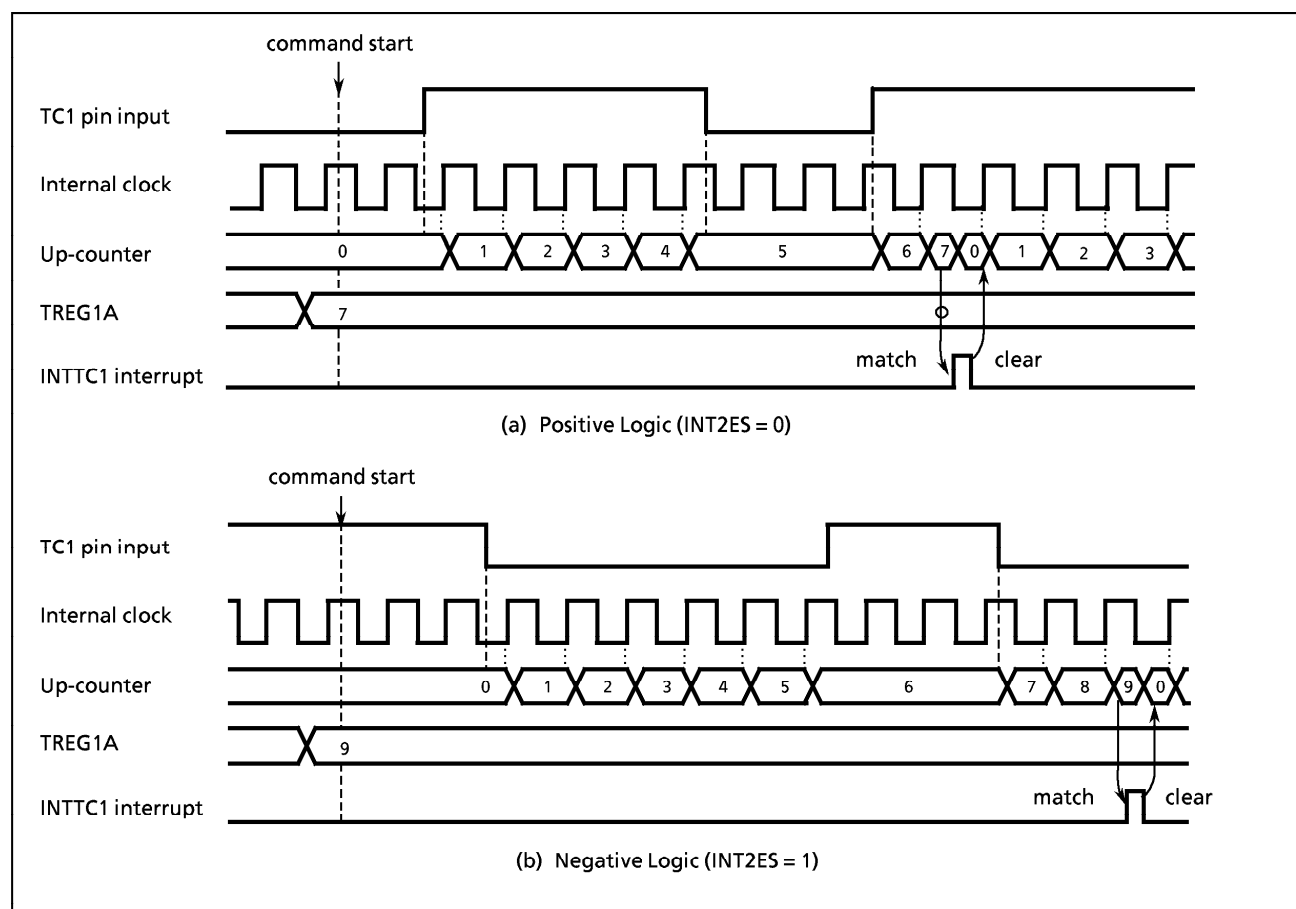 command start
TC1 pin input
Internal clock
Up-counter 0 1 2 3 4 5 6 7 0 1 2 3
TREG1A 7
match clear
INTTC1 interrupt
(a) Positive Logic (INT2ES = 0)
command start
TC1 pin input
Internal clock
Up-counter 0 1 2 3 4 5 6 7 8 9 0
TREG1A 9
match clear
INTTC1 interrupt
(b) Negative Logic (INT2ES = 1)